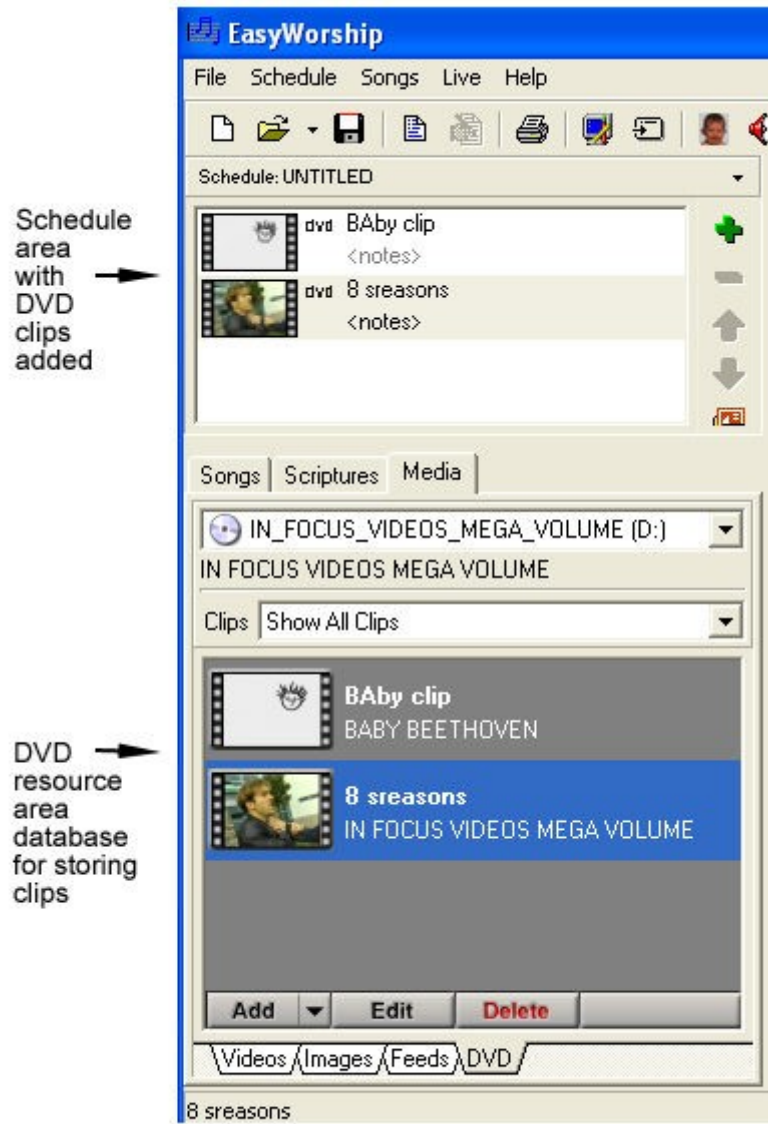 EasyWorship
File Schedule Songs Live Help
Schedule: UNTITLED
Schedule
area
with
DVD
clips
added
dvd BAby clip
<notes>
dvd 8 sreasons
<notes>
Songs Scriptures Media
IN_FOCUS_VIDEOS_MEGA_VOLUME (D:)
IN FOCUS VIDEOS MEGA VOLUME
Clips Show All Clips
BAby clip
BABY BEETHOVEN
8 sreasons
IN FOCUS VIDEOS MEGA VOLUME
DVD
resource
area
database
for storing
clips
Add Edit Delete
Videos Images Feeds DVD
8 sreasons